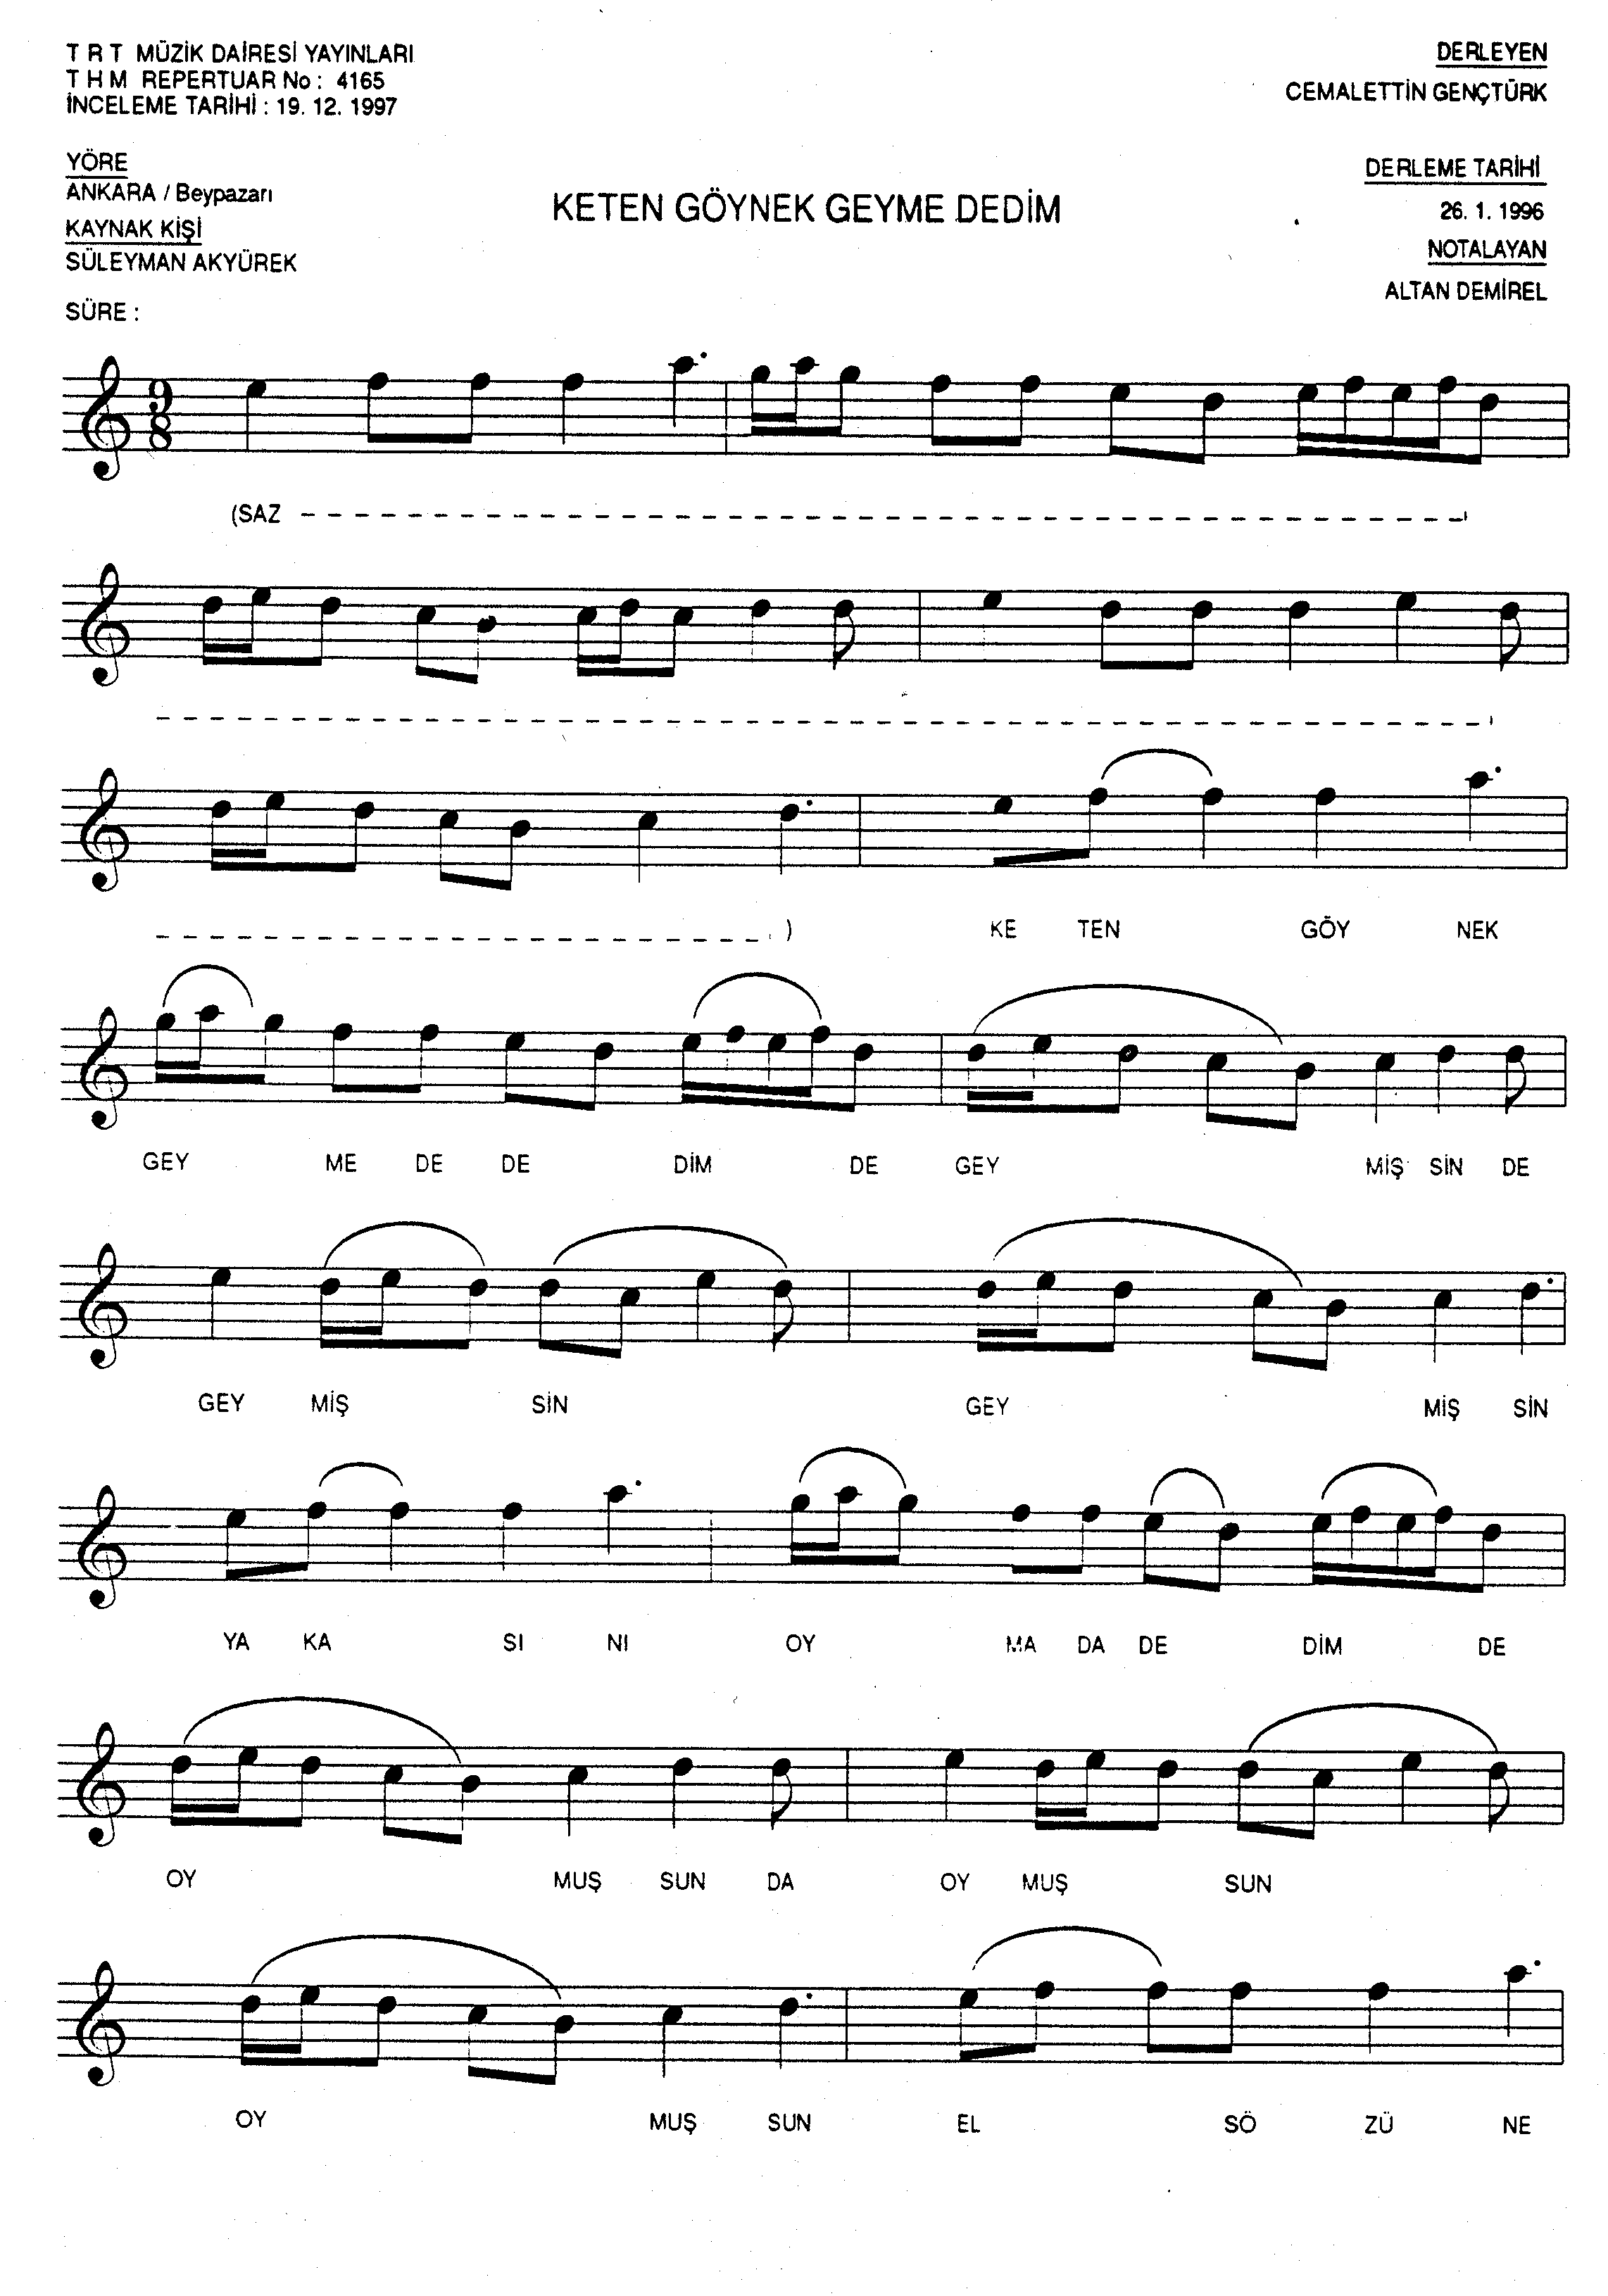 T R T MÜZİK DAİRESİ YAYINLARI
T H M REPERTUAR No : 4165
İNCELEME TARİHİ : 19. 12. 1997
DERLEYEN
CEMALETTİN GENÇTÜRK
YÖRE
ANKARA / Beypazarı
KAYNAK KİŞİ
SÜLEYMAN AKYÜREK
SÜRE :
KETEN GÖYNEK GEYME DEDİM
DERLEME TARİHİ
26. 1. 1996
NOTALAYAN
ALTAN DEMİREL
9
8
(SAZ
)
KE TEN GÖY NEK
GEY ME DE DE DİM DE GEY MİŞ SİN DE
GEY MİŞ SİN GEY MİŞ SİN
YA KA SI NI OY MA DA DE DİM DE
OY MUŞ SUN DA OY MUŞ SUN
OY MUŞ SUN EL SÖ ZÜ NE